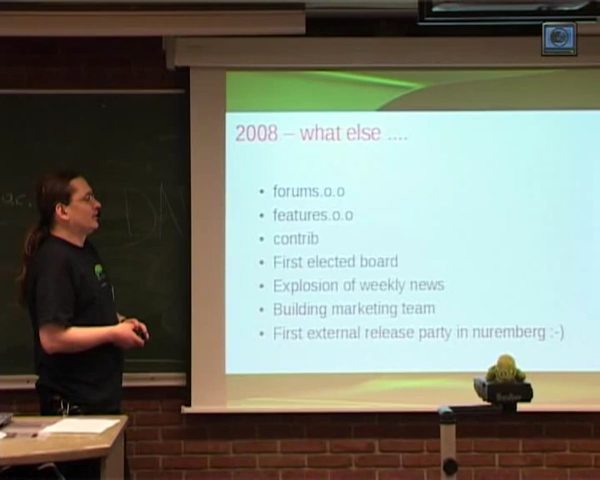 2008 – what else ....
• forums.o.o
• features.o.o
• contrib
• First elected board
• Explosion of weekly news
• Building marketing team
• First external release party in nuremberg :-)